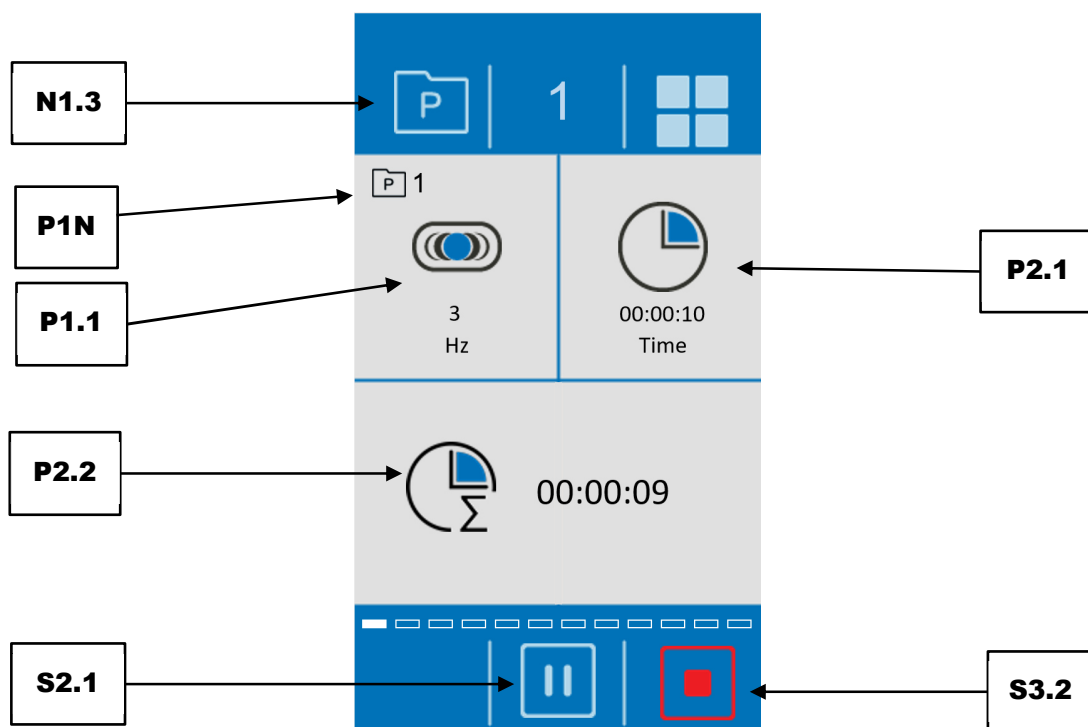 N1.3
P 1
P1N
P 1
P2.1
P1.1
3
Hz
00:00:10
Time
P2.2
Σ 00:00:09
S2.1
S3.2